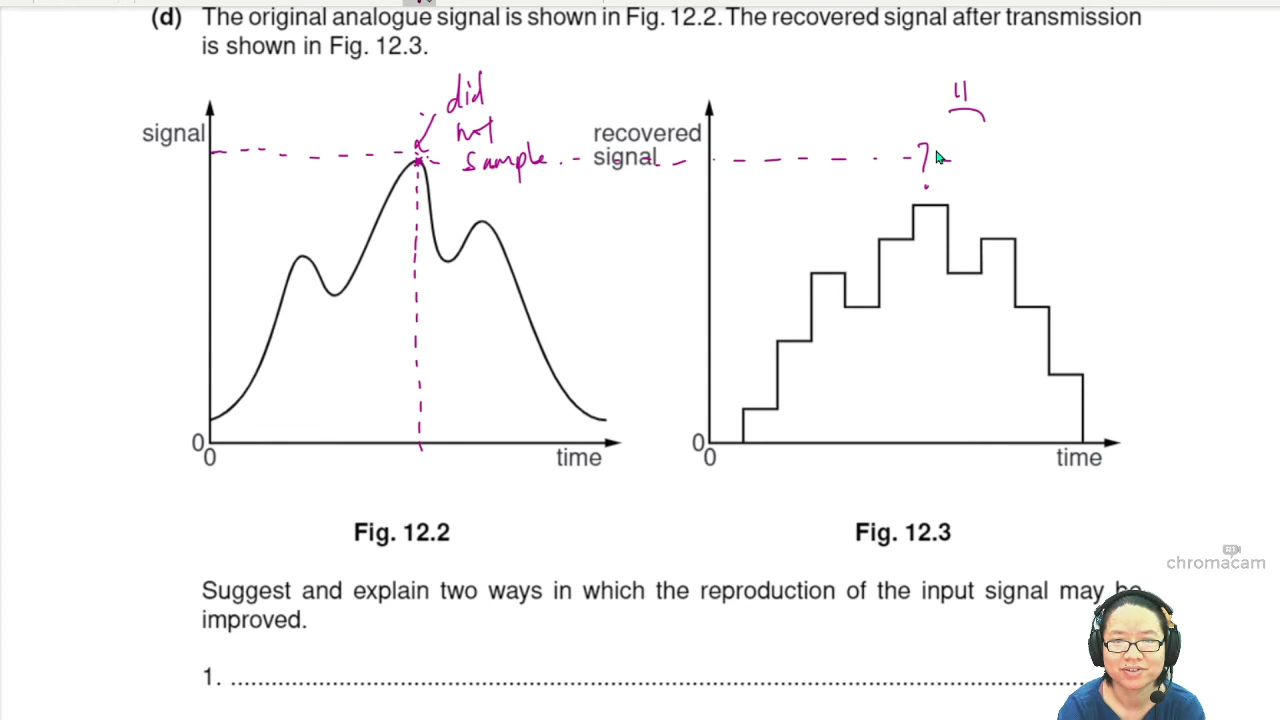 (d) The original analogue signal is shown in Fig. 12.2. The recovered signal after transmission
is shown in Fig. 12.3.
did
not
sample
signal
recovered
signal
?
0
0
time
0
0
time
Fig. 12.2
Fig. 12.3
chromacam
Suggest and explain two ways in which the reproduction of the input signal may be
improved.
1. ................................................................................